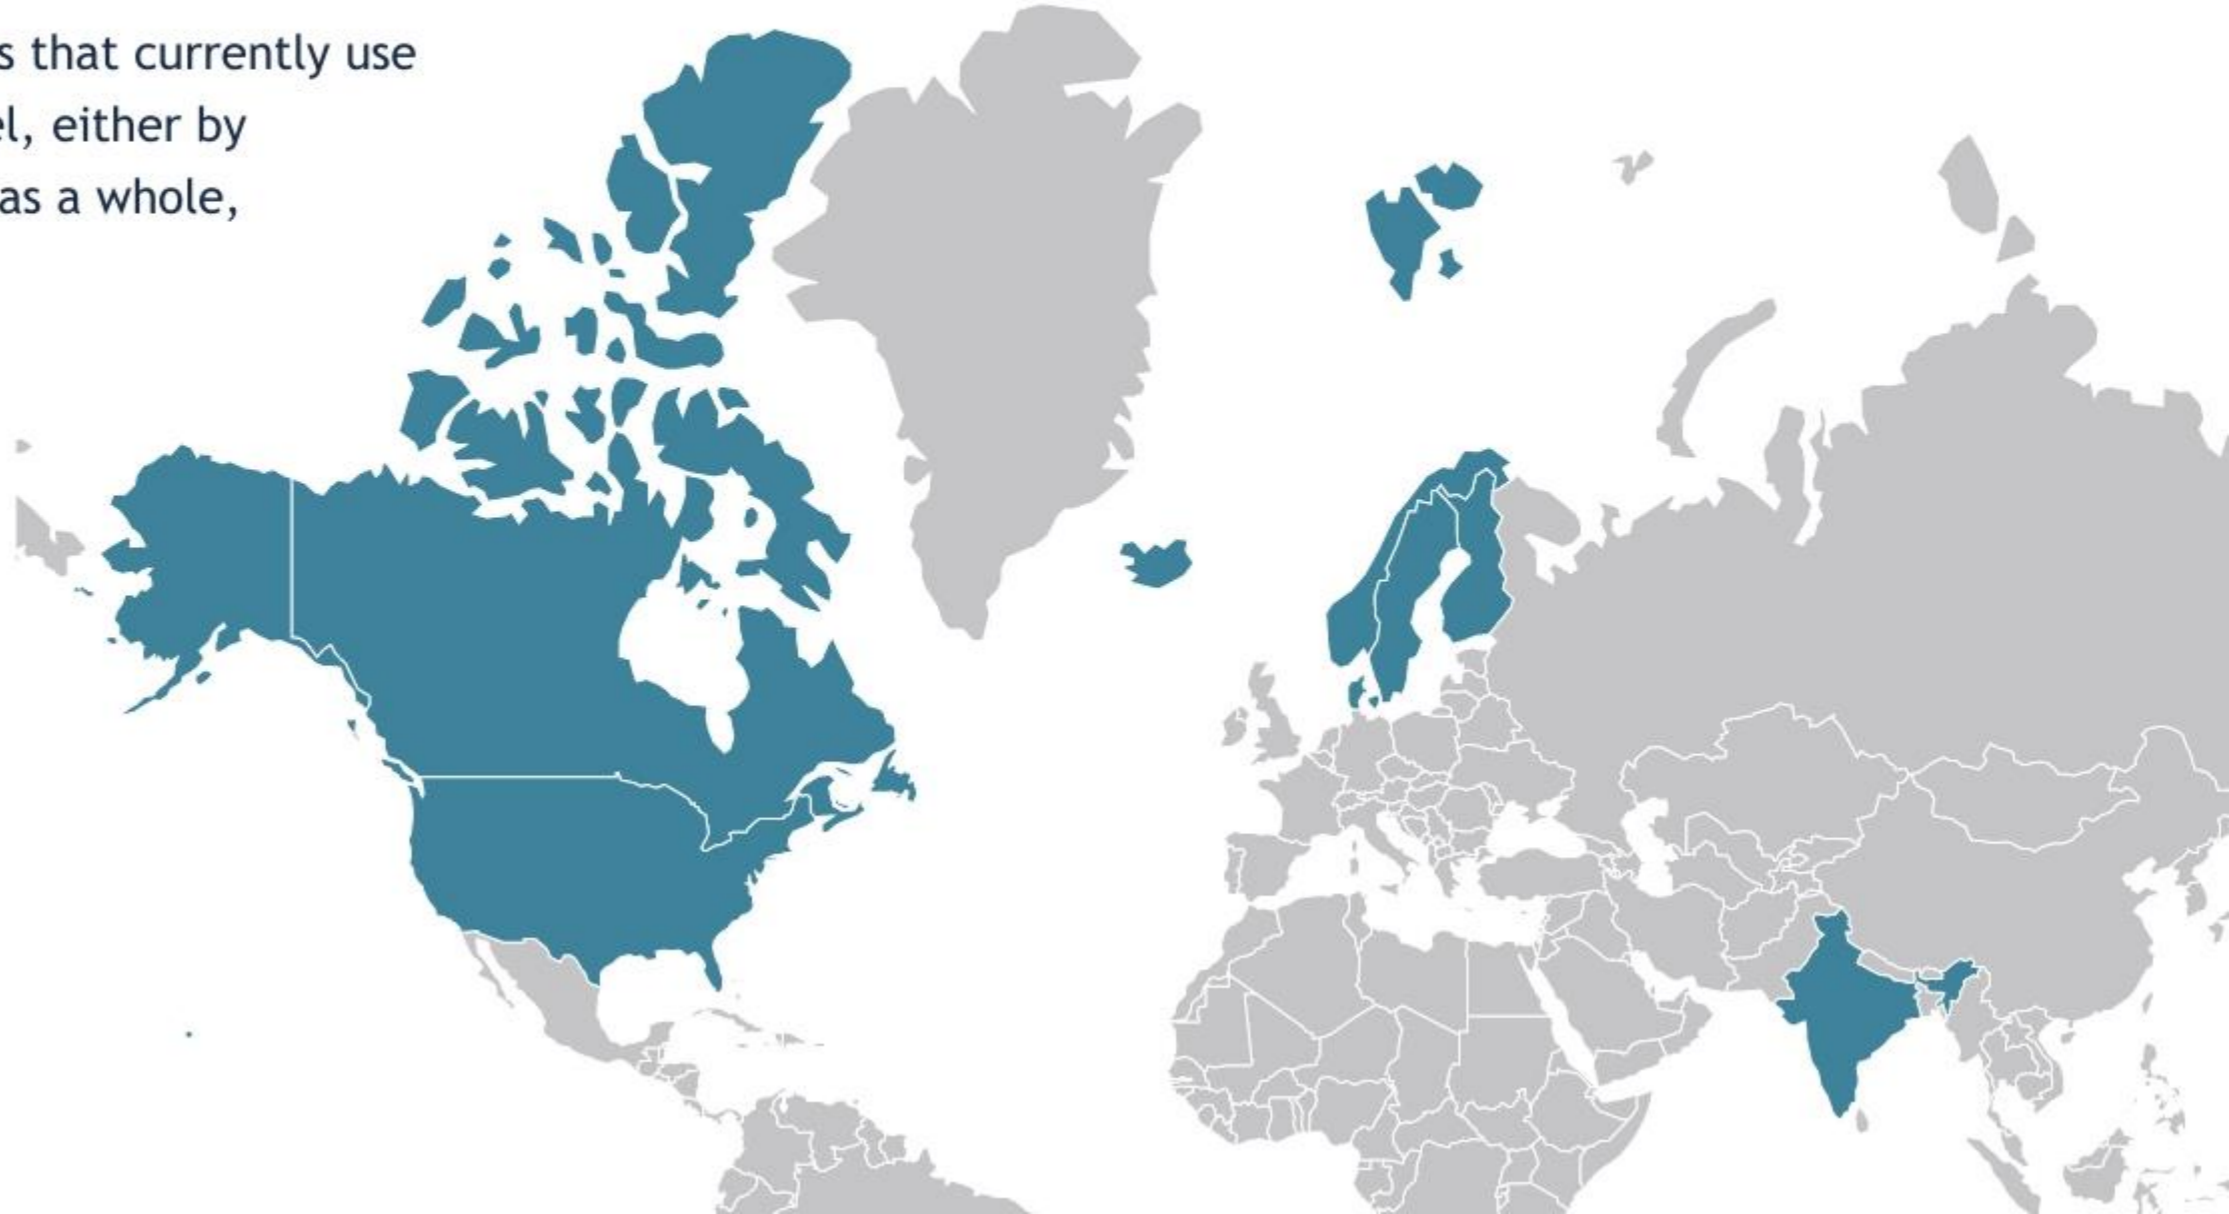 s that currently use
el, either by
as a whole,